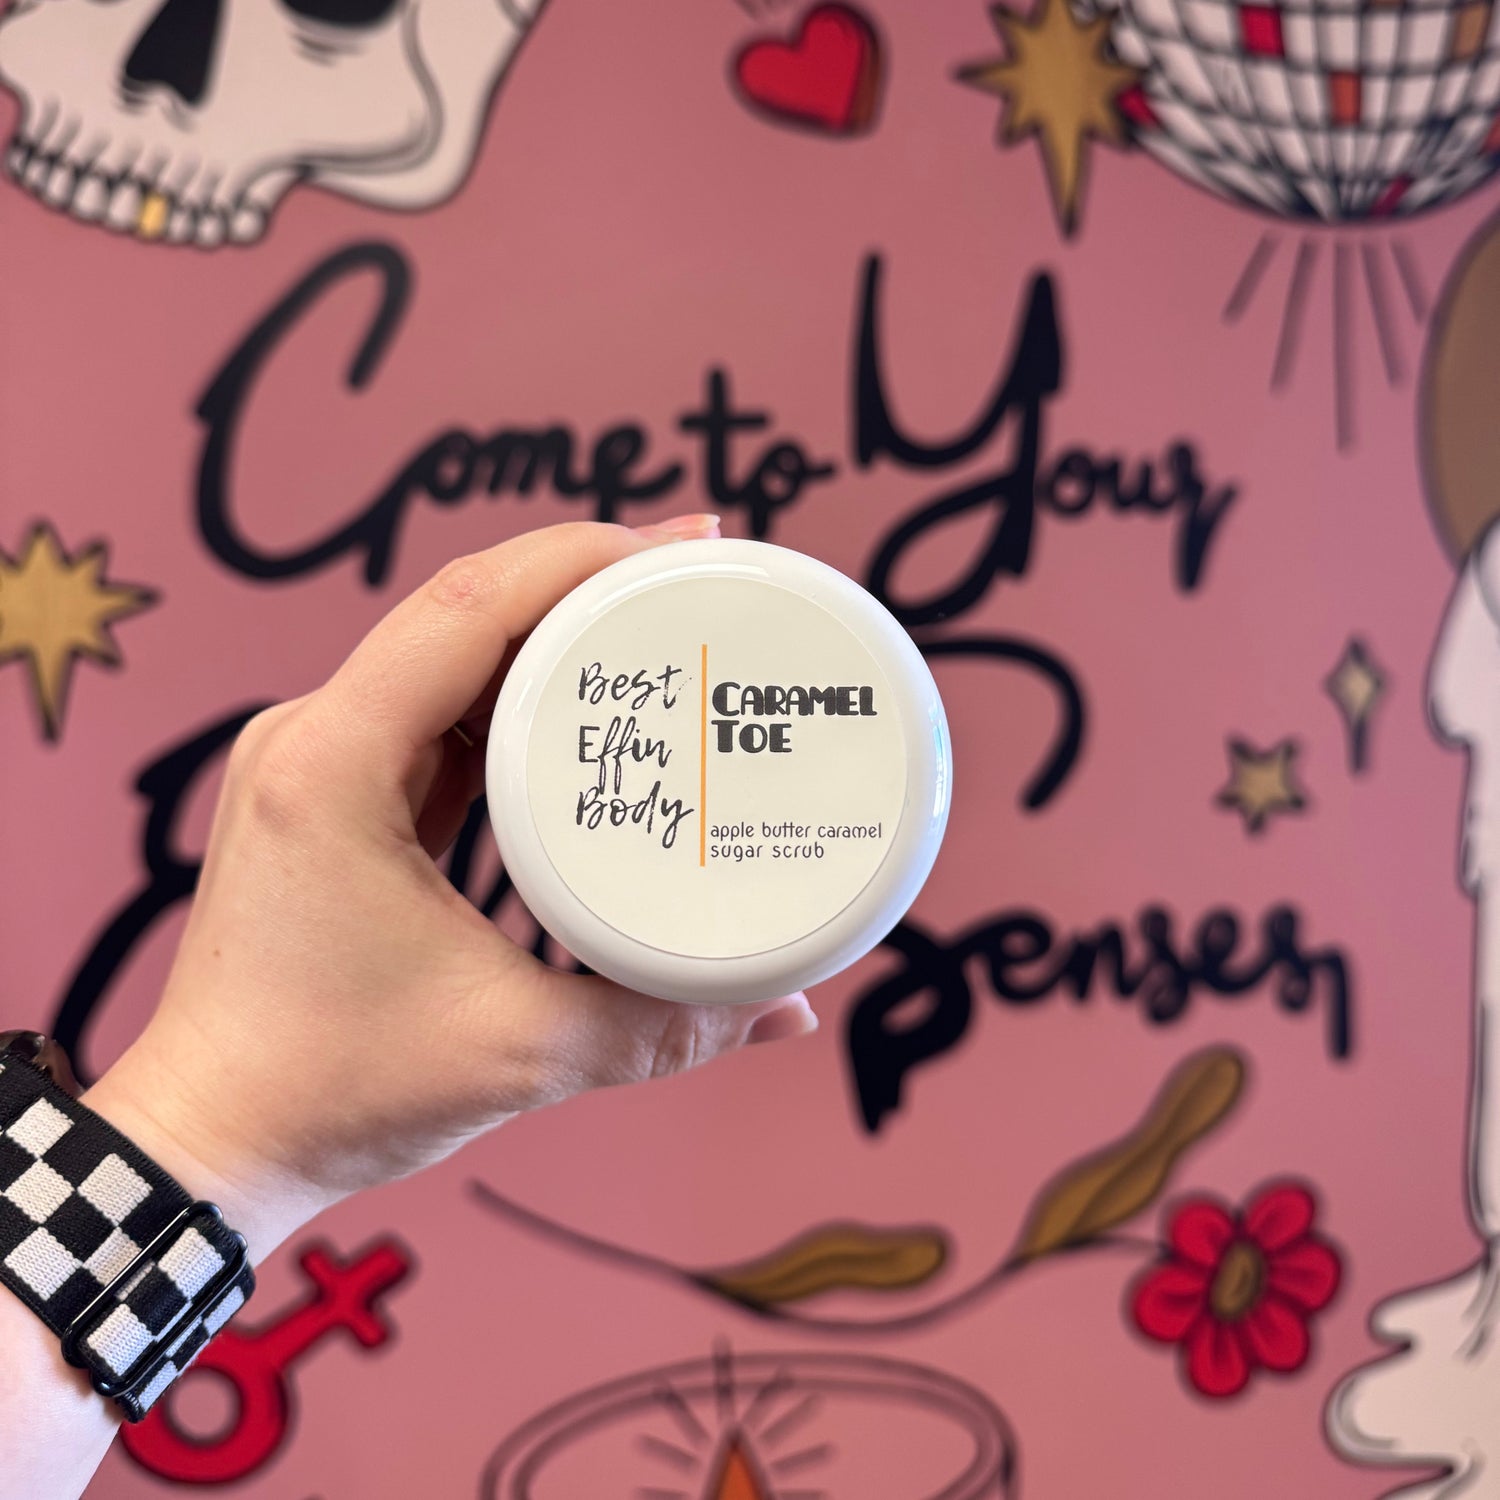 Come to Your
Senses,
Best
Effin
Body
CARAMEL
TOE
apple butter caramel
sugar scrub